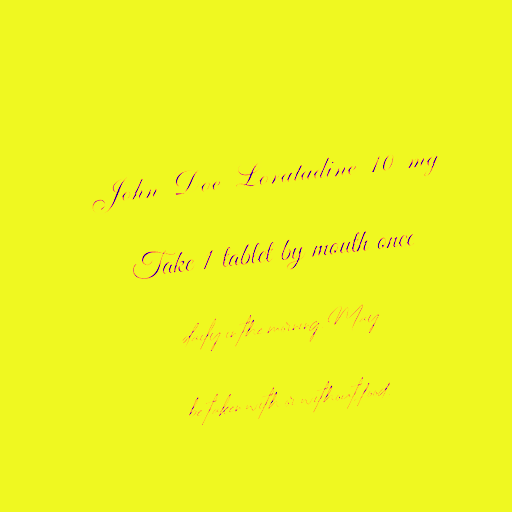 John Doe Loratadine 10 mg
Take 1 tablet by mouth once
daily in the morning May
be taken with or without food